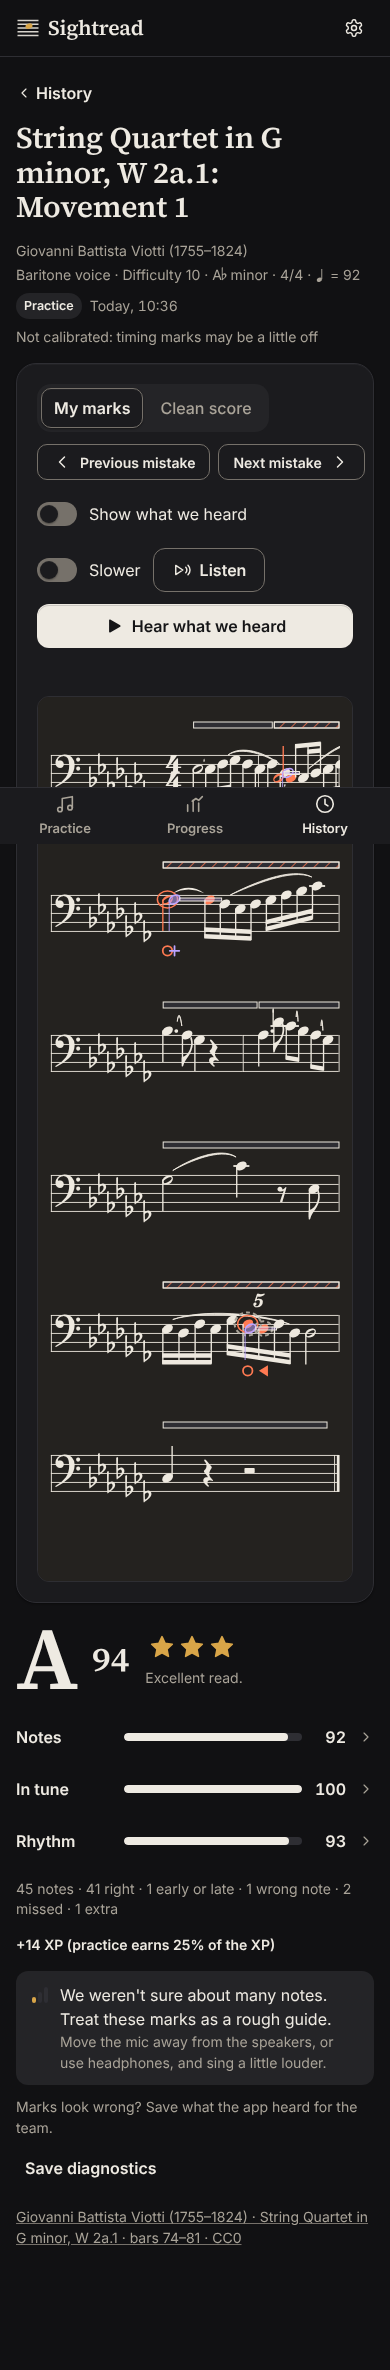 Sightread
History
String Quartet in G
minor, W 2a.1:
Movement 1
Giovanni Battista Viotti (1755–1824)
Baritone voice · Difficulty 10 · A♭ minor · 4/4 · ♩ = 92
Practice Today, 10:36
Not calibrated: timing marks may be a little off
My marks Clean score
Previous mistake Next mistake
Show what we heard
Slower Listen
Hear what we heard
Practice Progress History
5
A 94
Excellent read.
Notes 92
In tune 100
Rhythm 93
45 notes · 41 right · 1 early or late · 1 wrong note · 2
missed · 1 extra
+14 XP (practice earns 25% of the XP)
We weren't sure about many notes.
Treat these marks as a rough guide.
Move the mic away from the speakers, or
use headphones, and sing a little louder.
Marks look wrong? Save what the app heard for the
team.
Save diagnostics
Giovanni Battista Viotti (1755–1824) · String Quartet in
G minor, W 2a.1 · bars 74–81 · CC0